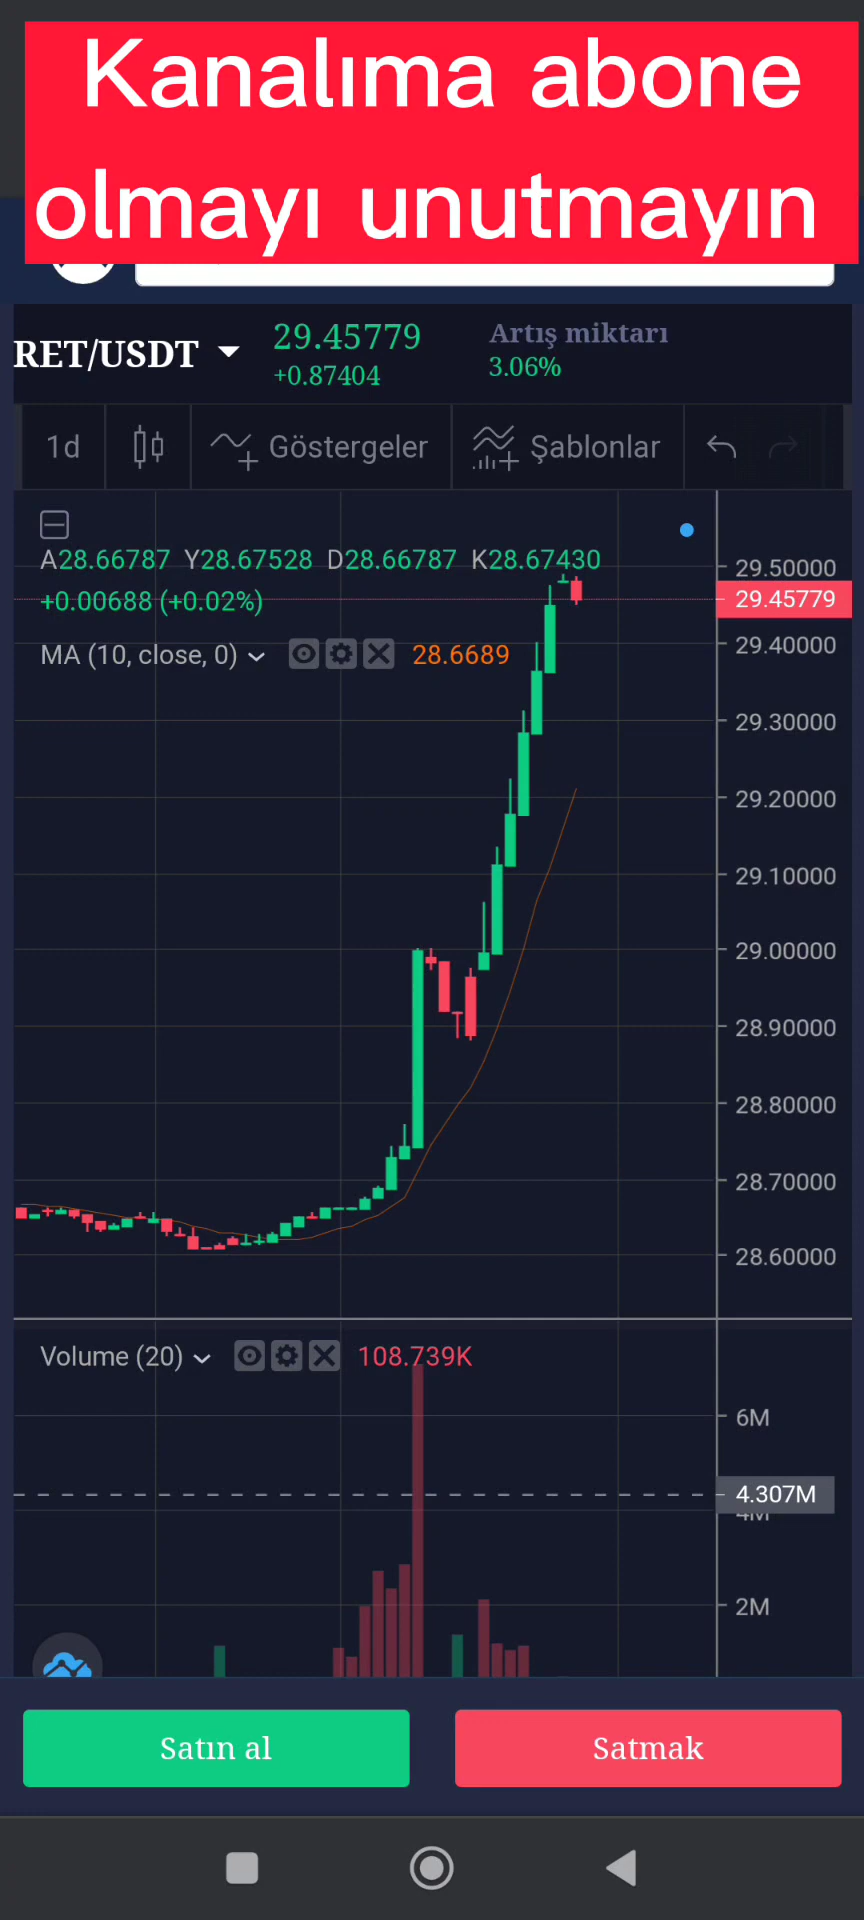 Kanalıma abone
olmayı unutmayın
RET/USDT 29.45779 Artış miktarı
+0.87404 3.06%
1d Göstergeler Şablonlar
A28.66787 Y28.67528 D28.66787 K28.67430
+0.00688 (+0.02%)
MA (10, close, 0) 28.6689
29.50000
29.45779
29.40000
29.30000
29.20000
29.10000
29.00000
28.90000
28.80000
28.70000
28.60000
Volume (20) 108.739K
6M
4.307M
4M
2M
Satın al Satmak